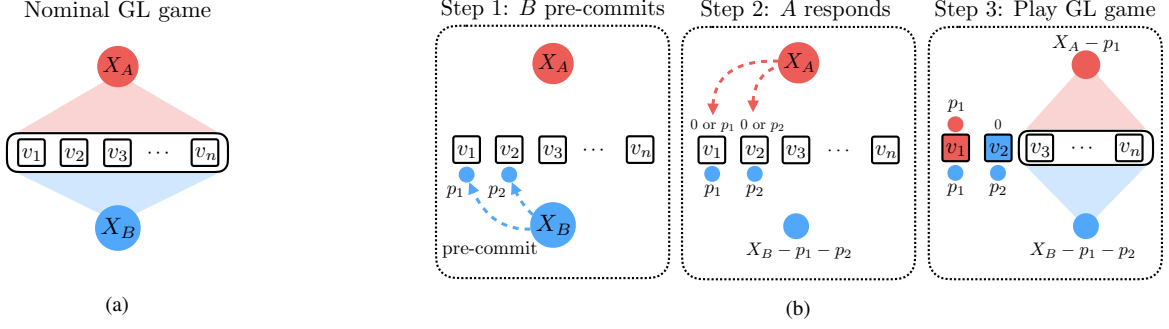 Nominal GL game
X_A
v_1 v_2 v_3 ⋯ v_n
X_B
(a)
Step 1: B pre-commits
X_A
v_1 v_2 v_3 ⋯ v_n
p_1 p_2
X_B
pre-commit
Step 2: A responds
X_A
0 or p_1 0 or p_2
v_1 v_2 v_3 ⋯ v_n
p_1 p_2
X_B − p_1 − p_2
Step 3: Play GL game
X_A − p_1
p_1 0
v_1 v_2 v_3 ⋯ v_n
p_1 p_2
X_B − p_1 − p_2
(b)